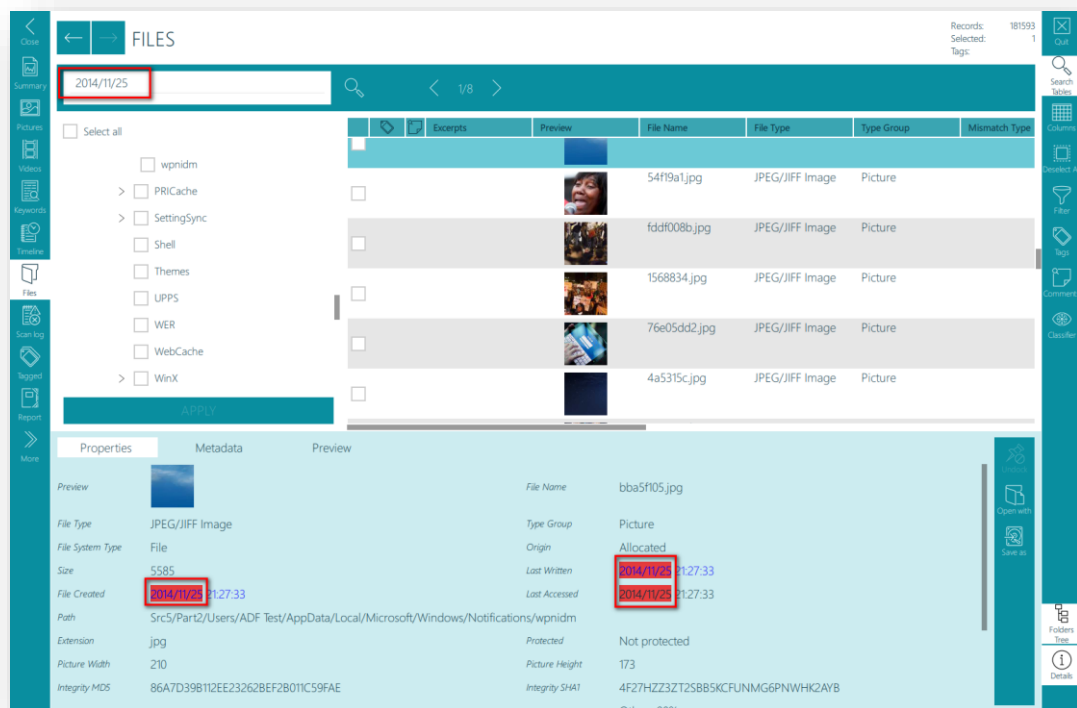 Close
Summary
Pictures
Videos
Keywords
Timeline
Files
Scan log
Tagged
Report
More
FILES
Records: 181593
Selected: 1
Tags:
2014/11/25
1/8
Select all
wpnidm
PRICache
SettingSync
Shell
Themes
UPPS
WER
WebCache
WinX
APPLY
Excerpts Preview File Name File Type Type Group Mismatch Type
54f19a1.jpg JPEG/JIFF Image Picture
fddf008b.jpg JPEG/JIFF Image Picture
1568834.jpg JPEG/JIFF Image Picture
76e05dd2.jpg JPEG/JIFF Image Picture
4a5315c.jpg JPEG/JIFF Image Picture
Properties Metadata Preview
Preview File Name bba5f105.jpg
File Type JPEG/JIFF Image Type Group Picture
File System Type File Origin Allocated
Size 5585 Last Written 2014/11/25 21:27:33
File Created 2014/11/25 21:27:33 Last Accessed 2014/11/25 21:27:33
Path Src5/Part2/Users/ADF Test/AppData/Local/Microsoft/Windows/Notifications/wpnidm
Extension jpg Protected Not protected
Picture Width 210 Picture Height 173
Integrity MD5 86A7D39B112EE23262BEF2B011C59FAE Integrity SHA1 4F27HZZ3ZT2SBB5KCFUNMG6PNWHK2AYB
Open with
Save as
Quit
Search
Tables
Columns
Deselect A
Filter
Tags
Comment
Classifier
Folders
Tree
Details